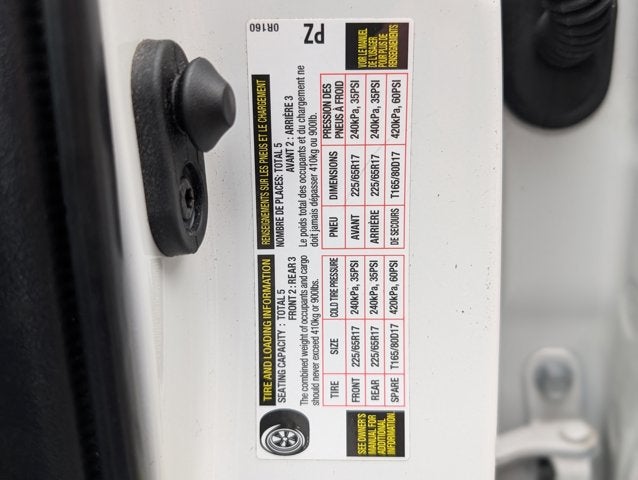 TIRE AND LOADING INFORMATION
SEATING CAPACITY : TOTAL 5
FRONT 2 : REAR 3
The combined weight of occupants and cargo
should never exceed 410kg or 900lbs.
TIRE SIZE COLD TIRE PRESSURE
FRONT 225/65R17 240kPa, 35PSI
REAR 225/65R17 240kPa, 35PSI
SPARE T165/80D17 420kPa, 60PSI
SEE OWNER'S
MANUAL FOR
ADDITIONAL
INFORMATION
RENSEIGNEMENTS SUR LES PNEUS ET LE CHARGEMENT
NOMBRE DE PLACES: TOTAL 5
AVANT 2 : ARRIÈRE 3
Le poids total des occupants et du chargement ne
doit jamais dépasser 410kg ou 900lb.
PNEU DIMENSIONS PRESSION DES
PNEUS À FROID
AVANT 225/65R17 240kPa, 35PSI
ARRIÈRE 225/65R17 240kPa, 35PSI
DE SECOURS T165/80D17 420kPa, 60PSI
VOIR LE MANUEL
DE L'USAGER
POUR PLUS DE
RENSEIGNEMENTS
0R160
PZ